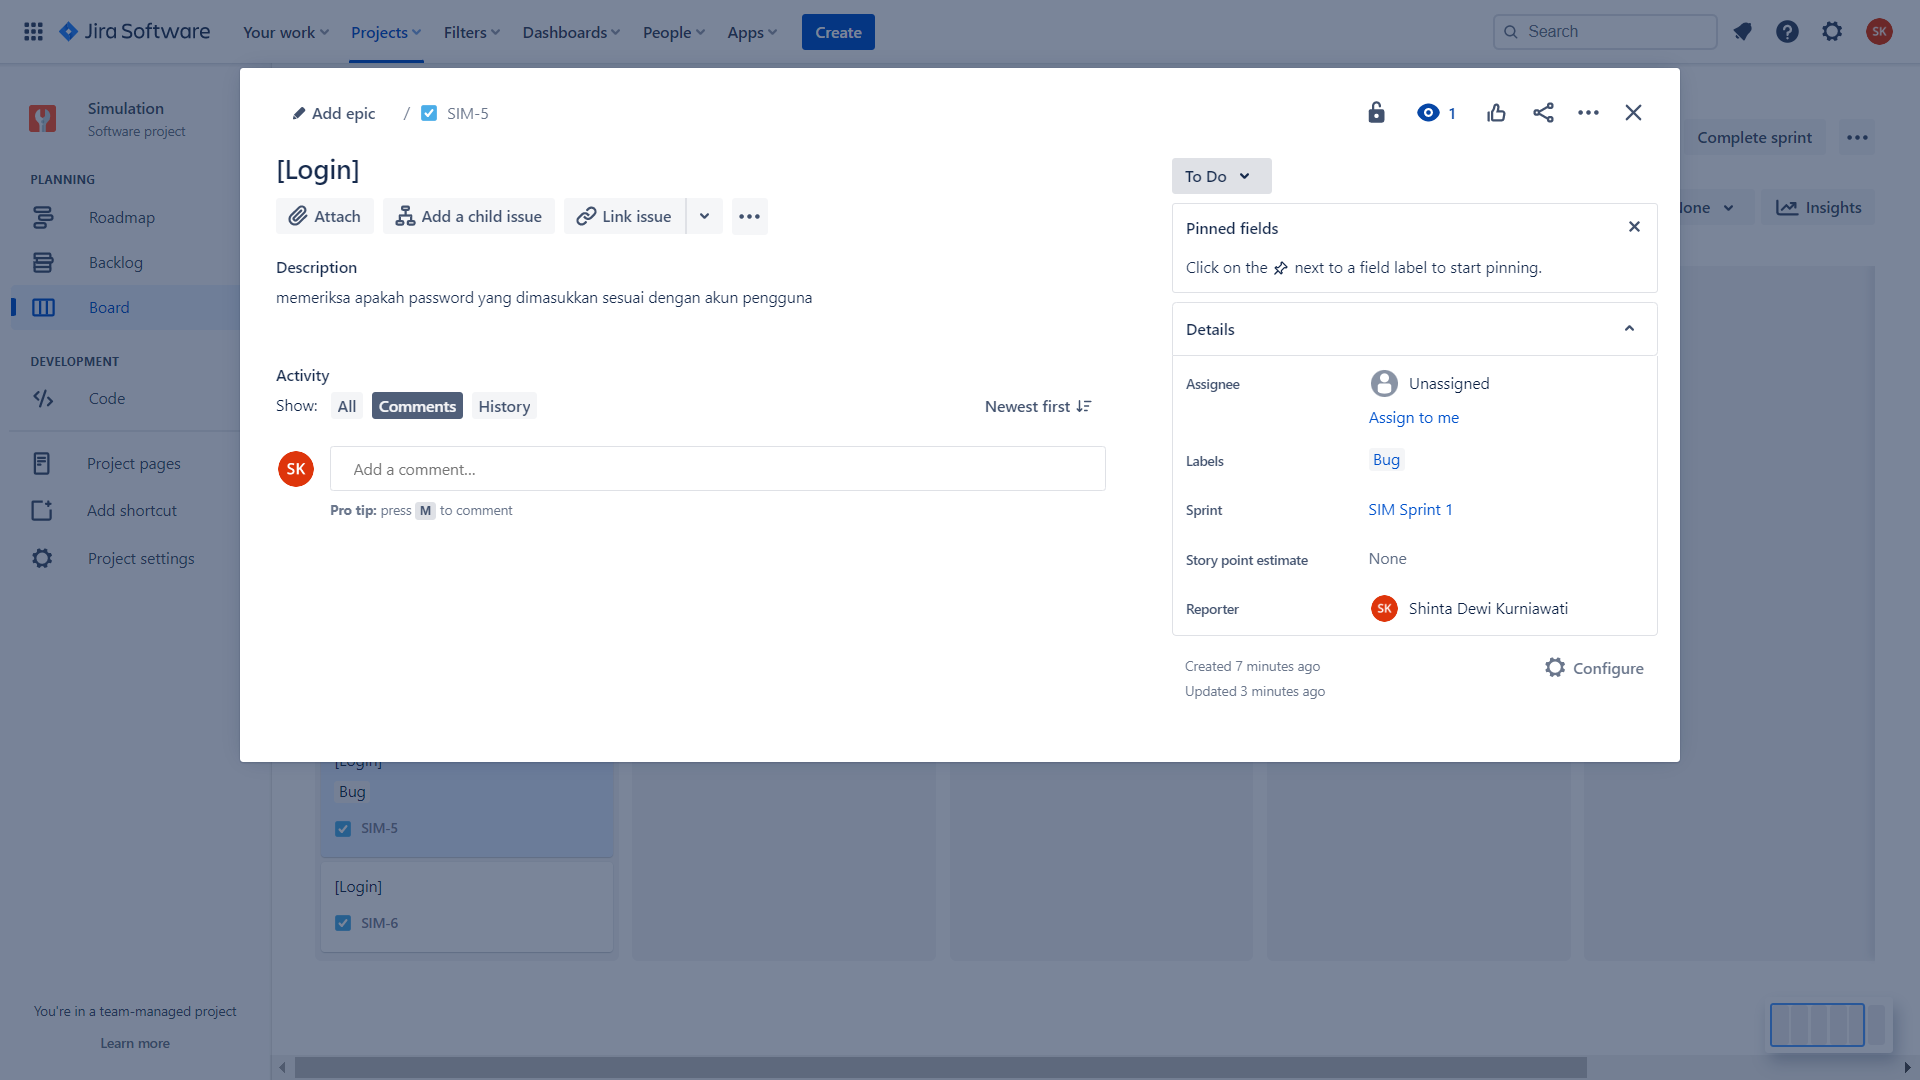 Jira Software
Your work
Projects
Filters
Dashboards
People
Apps
Create
Search
SK
Simulation
Software project
PLANNING
Roadmap
Backlog
Board
DEVELOPMENT
Code
Project pages
Add shortcut
Project settings
You're in a team-managed project
Learn more
Complete sprint
Insights
Add epic / SIM-5
1
[Login]
Attach
Add a child issue
Link issue
Description
memeriksa apakah password yang dimasukkan sesuai dengan akun pengguna
Activity
Show: All Comments History
Newest first
SK
Add a comment...
Pro tip: press M to comment
To Do
Pinned fields
Click on the next to a field label to start pinning.
Details
Assignee
Unassigned
Assign to me
Labels
Bug
Sprint
SIM Sprint 1
Story point estimate
None
Reporter
SK Shinta Dewi Kurniawati
Created 7 minutes ago
Updated 3 minutes ago
Configure
[Login]
Bug
SIM-5
[Login]
SIM-6